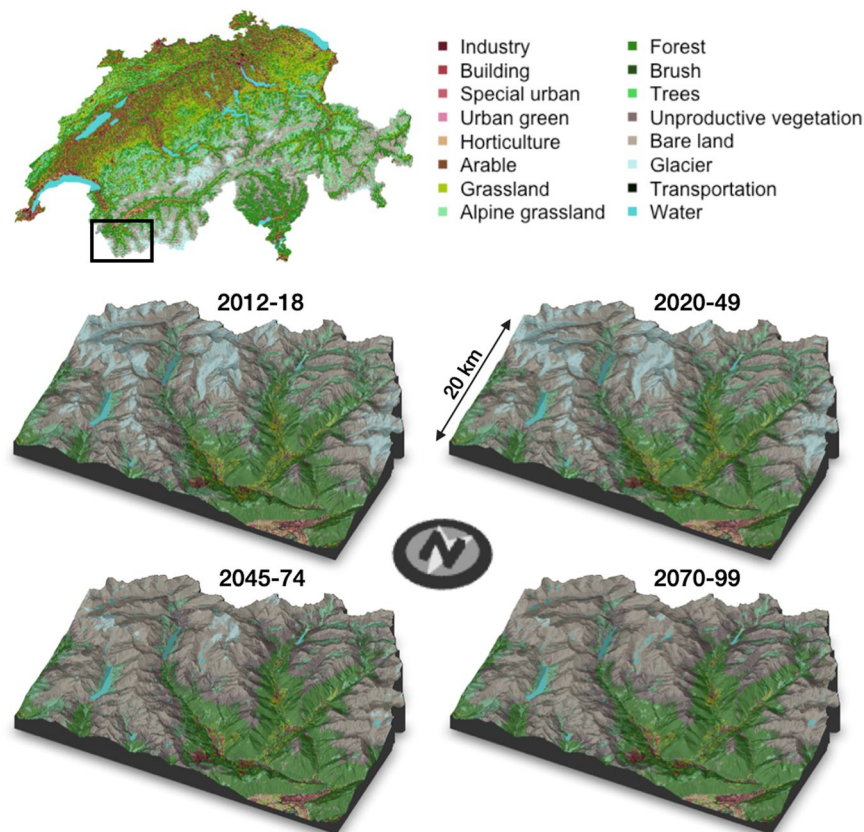 Industry
Building
Special urban
Urban green
Horticulture
Arable
Grassland
Alpine grassland
Forest
Brush
Trees
Unproductive vegetation
Bare land
Glacier
Transportation
Water
2012-18
2020-49
20 km
N
2045-74
2070-99